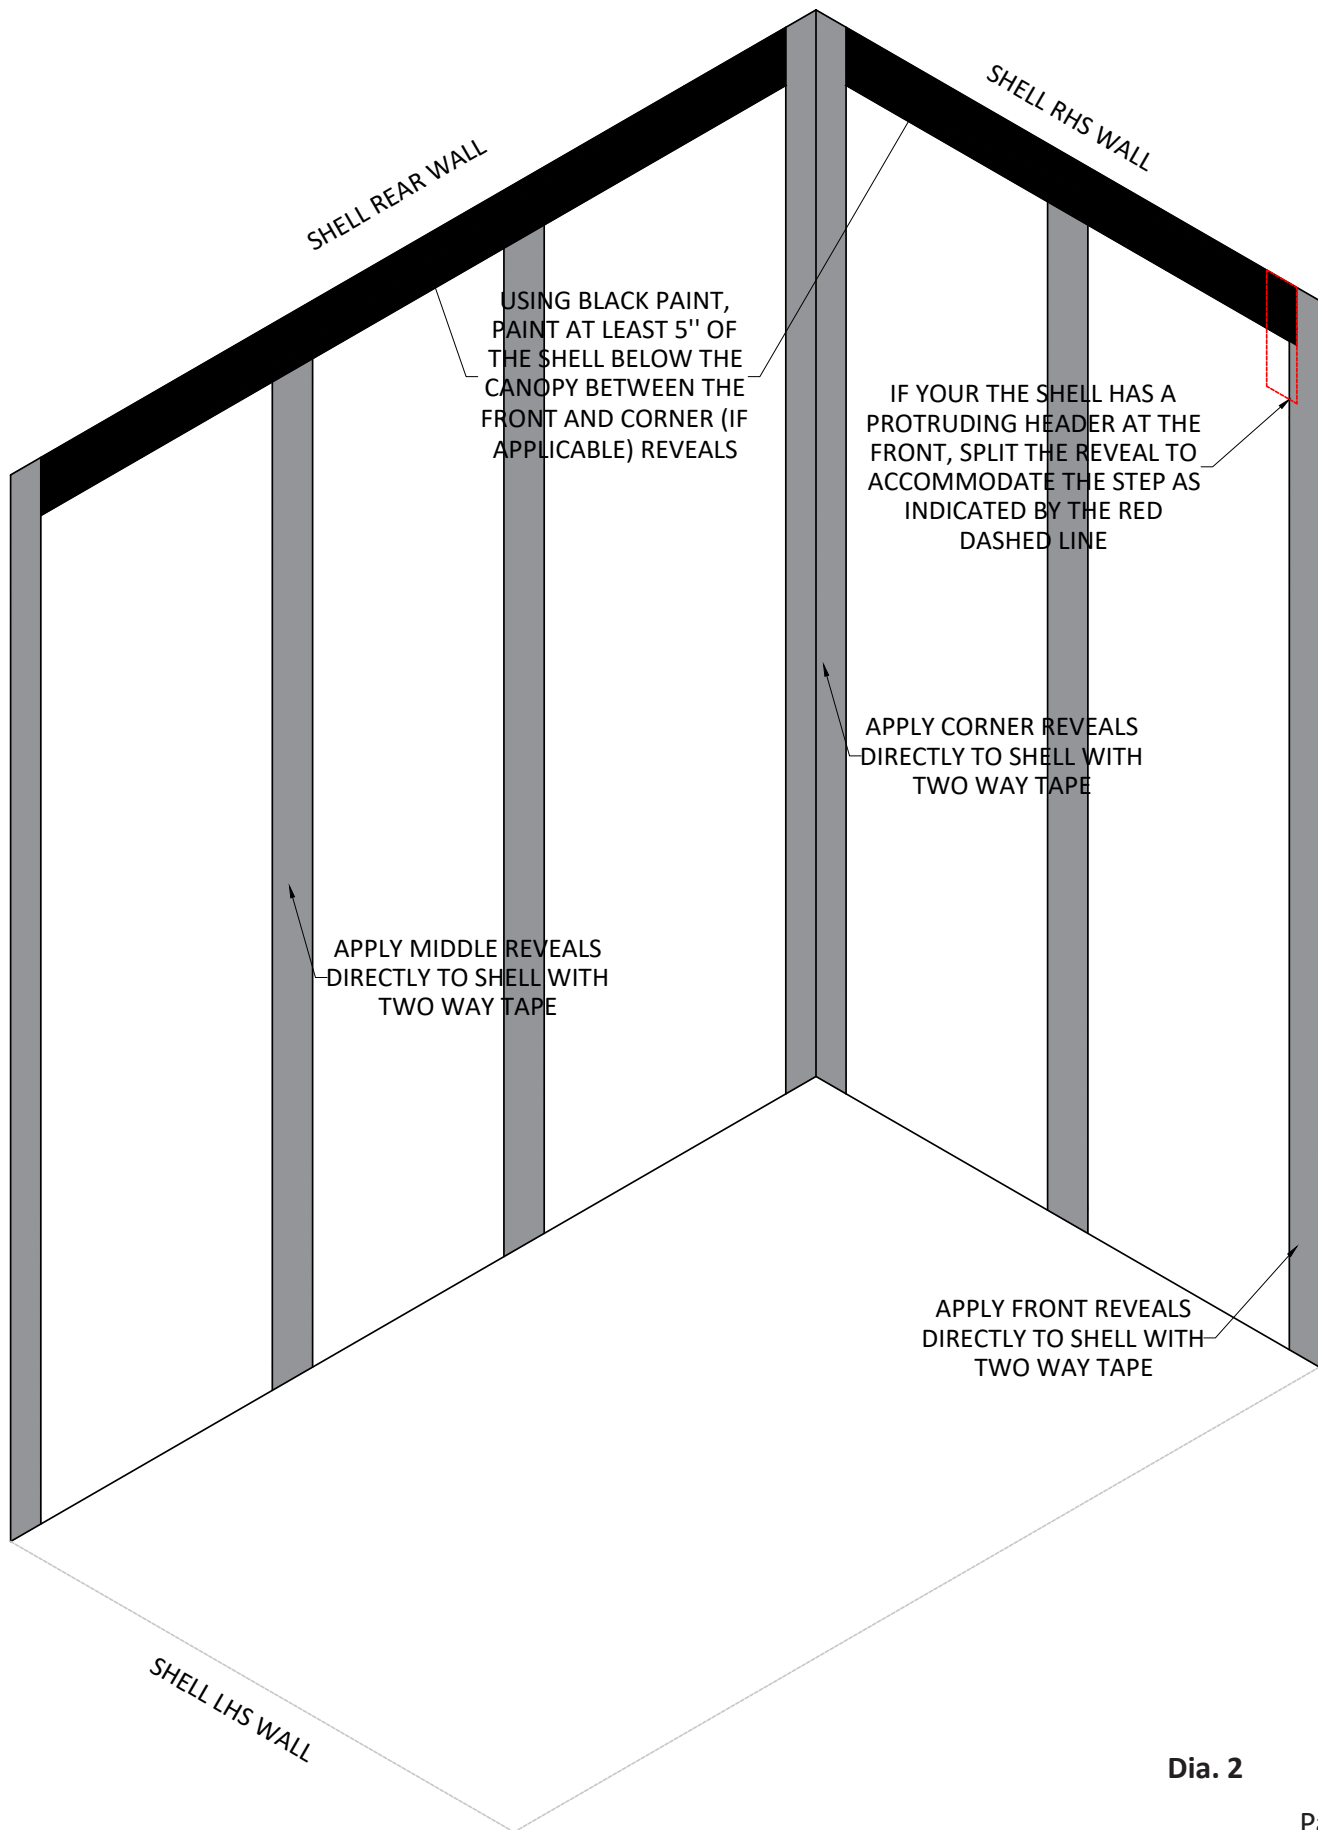 SHELL RHS WALL
SHELL REAR WALL
USING BLACK PAINT,
PAINT AT LEAST 5'' OF
THE SHELL BELOW THE
CANOPY BETWEEN THE
FRONT AND CORNER (IF
APPLICABLE) REVEALS
IF YOUR THE SHELL HAS A
PROTRUDING HEADER AT THE
FRONT, SPLIT THE REVEAL TO
ACCOMMODATE THE STEP AS
INDICATED BY THE RED
DASHED LINE
APPLY CORNER REVEALS
DIRECTLY TO SHELL WITH
TWO WAY TAPE
APPLY MIDDLE REVEALS
DIRECTLY TO SHELL WITH
TWO WAY TAPE
APPLY FRONT REVEALS
DIRECTLY TO SHELL WITH
TWO WAY TAPE
SHELL LHS WALL
Dia. 2